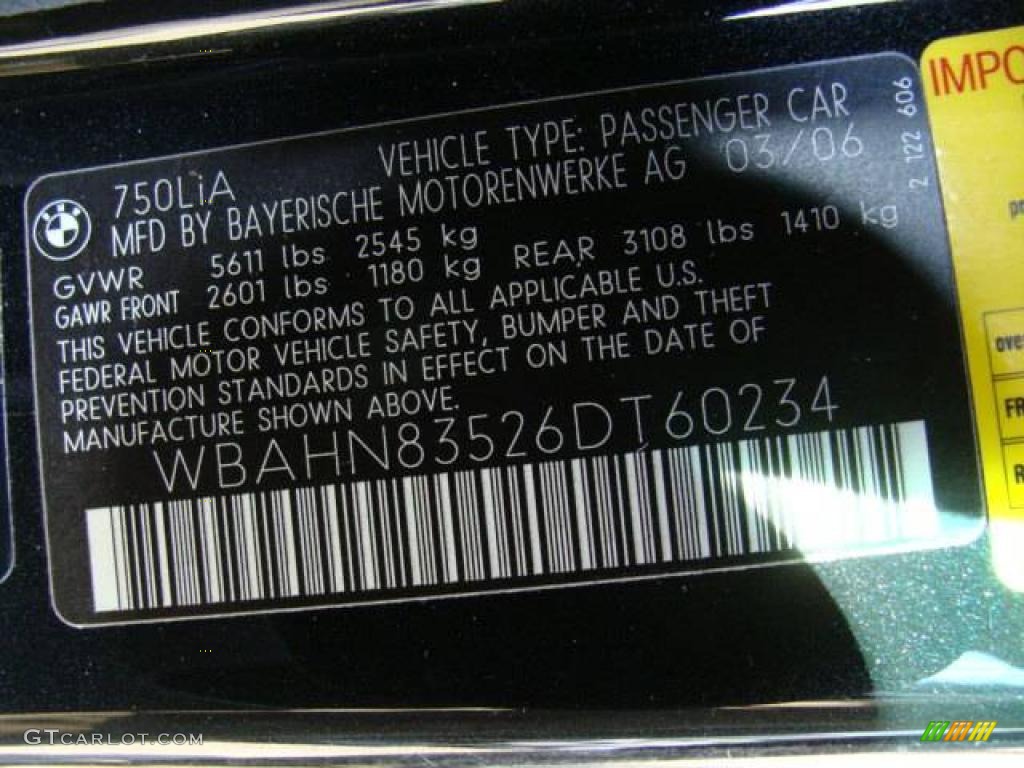 750LiA VEHICLE TYPE: PASSENGER CAR
MFD BY BAYERISCHE MOTORENWERKE AG 03/06
GVWR 5611 lbs 2545 kg
GAWR FRONT 2601 lbs 1180 kg REAR 3108 lbs 1410 kg
THIS VEHICLE CONFORMS TO ALL APPLICABLE U.S.
FEDERAL MOTOR VEHICLE SAFETY, BUMPER AND THEFT
PREVENTION STANDARDS IN EFFECT ON THE DATE OF
MANUFACTURE SHOWN ABOVE.
WBAHN83526DT60234
2 122 606
IMPO
GTCARLOT.COM